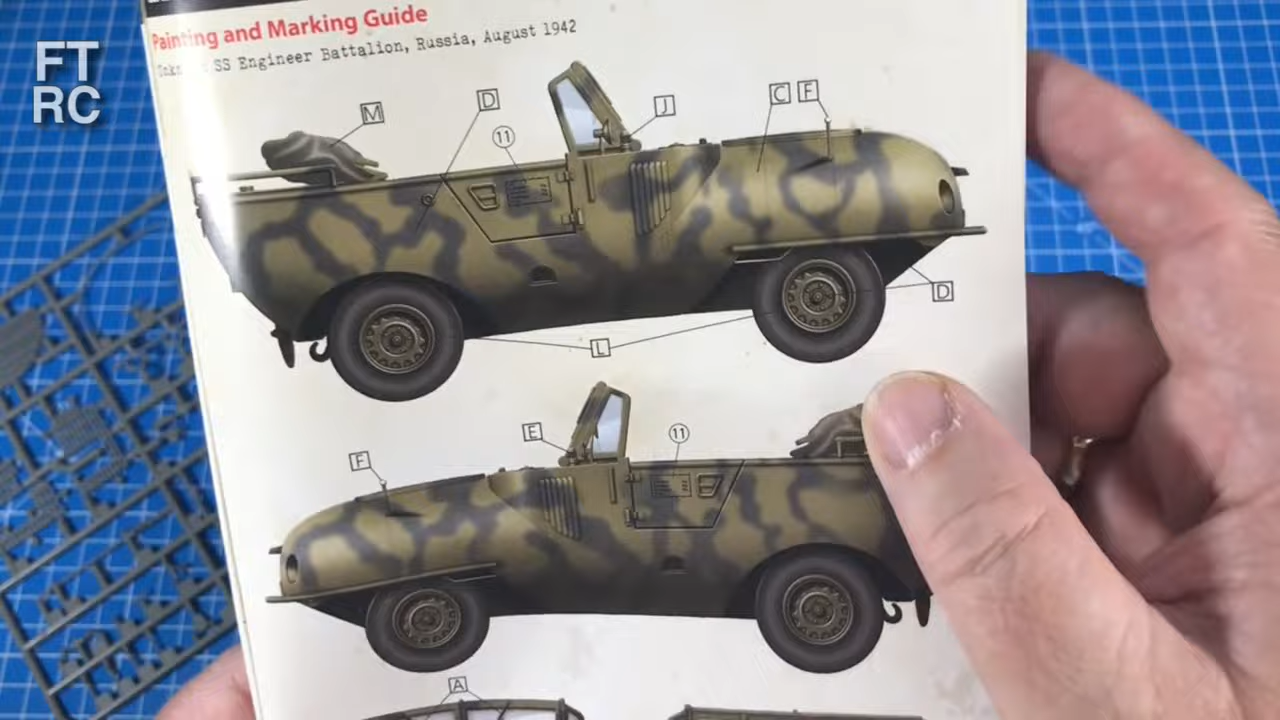 FT
RC
Painting and Marking Guide
SS Engineer Battalion, Russia, August 1942
M
D
11
J
C F
D
L
E
11
F
A